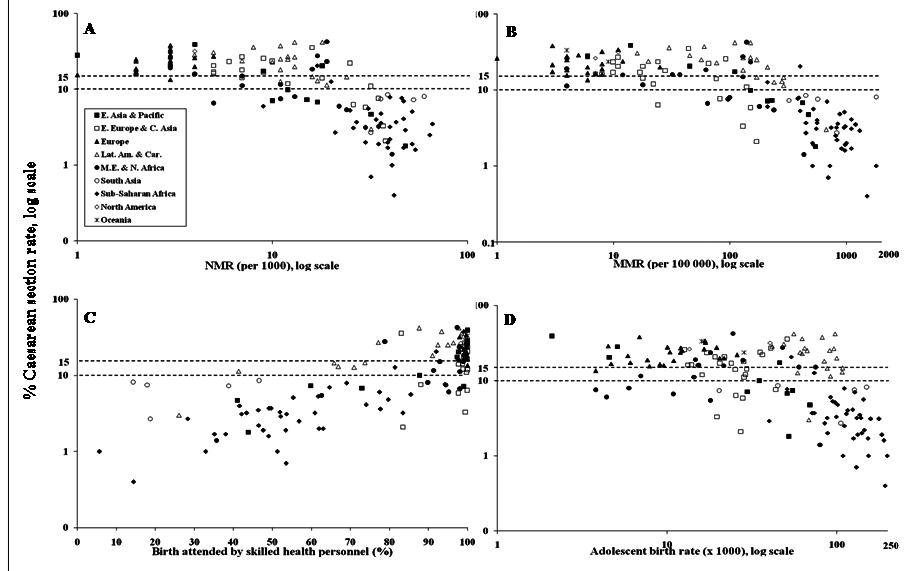 % Caesarean section rate, log scale
A
100
15
10
1
0
E. Asia & Pacific
E. Europe & C. Asia
Europe
Lat. Am. & Car.
M.E. & N. Africa
South Asia
Sub-Saharan Africa
North America
Oceania
1 10 100
NMR (per 1000), log scale
B
100
15
10
1
0.1
1 10 100 1000 2000
MMR (per 100 000), log scale
C
100
15
10
1
0
0 10 20 30 40 50 60 70 80 90 100
Birth attended by skilled health personnel (%)
D
100
15
10
1
0
1 10 100 250
Adolescent birth rate (x 1000), log scale